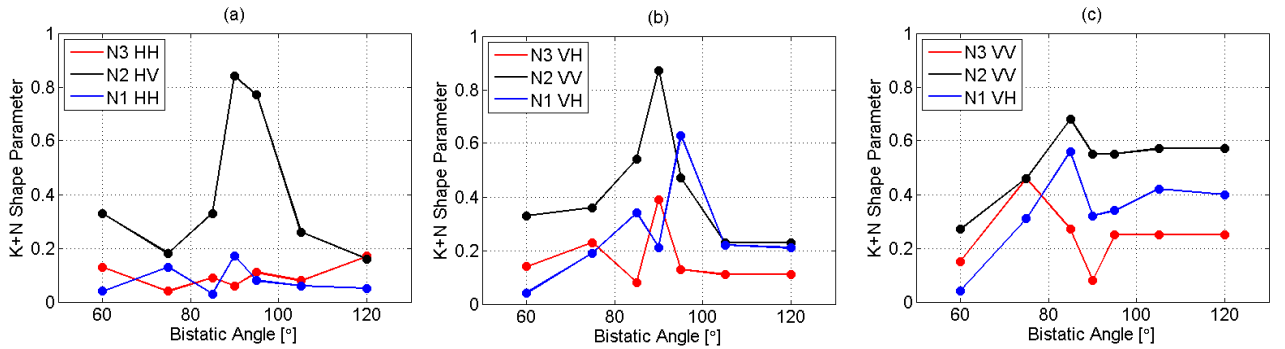 (a)
N3 HH
N2 HV
N1 HH
K+N Shape Parameter
1
0.8
0.6
0.4
0.2
0
60 80 100 120
Bistatic Angle [°]
(b)
N3 VH
N2 VV
N1 VH
K+N Shape Parameter
1
0.8
0.6
0.4
0.2
0
60 80 100 120
Bistatic Angle [°]
(c)
N3 VV
N2 VV
N1 VH
K+N Shape Parameter
1
0.8
0.6
0.4
0.2
0
60 80 100 120
Bistatic Angle [°]